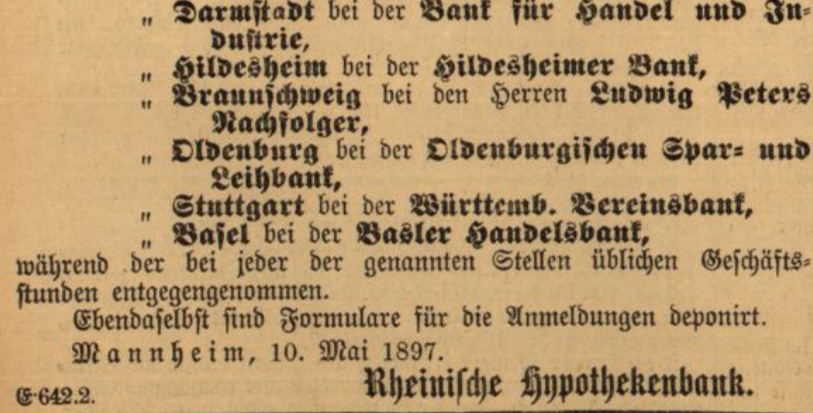 „ Darmstadt bei der Bank für Handel und In-
dustrie,
„ Hildesheim bei der Hildesheimer Bank,
„ Braunschweig bei den Herren Ludwig Peters
Nachfolger,
„ Oldenburg bei der Oldenburgischen Spar- und
Leihbank,
„ Stuttgart bei der Württemb. Vereinsbank,
„ Basel bei der Basler Handelsbank,
während der bei jeder der genannten Stellen üblichen Geschäfts-
stunden entgegengenommen.
Ebendaselbst sind Formulare für die Anmeldungen deponirt.
Mannheim, 10. Mai 1897.
Rheinische Hypothekenbank.
E·642.2.